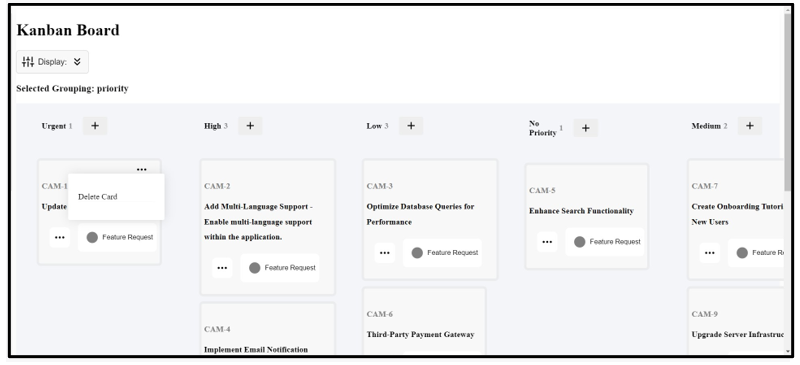 Kanban Board
Display:
Selected Grouping: priority
Urgent 1 +
High 3 +
Low 3 +
No
Priority 1 +
Medium 2 +
CAM-1
Delete Card
Update
Feature Request
CAM-2
Add Multi-Language Support -
Enable multi-language support
within the application.
Feature Request
CAM-4
Implement Email Notification
CAM-3
Optimize Database Queries for
Performance
Feature Request
CAM-6
Third-Party Payment Gateway
CAM-5
Enhance Search Functionality
Feature Request
CAM-7
Create Onboarding Tutori
New Users
Feature R
CAM-9
Upgrade Server Infrastruc